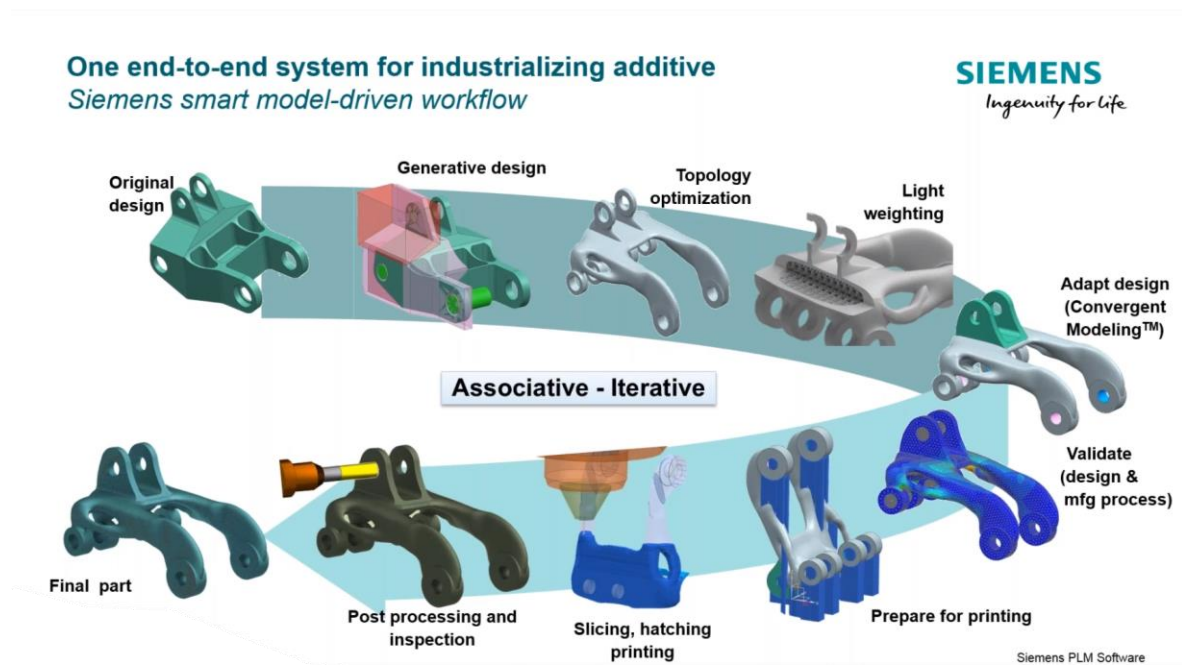 One end-to-end system for industrializing additive
Siemens smart model-driven workflow
SIEMENS
Ingenuity for life
Original
design
Generative design
Topology
optimization
Light
weighting
Adapt design
(Convergent
Modeling™)
Associative - Iterative
Validate
(design &
mfg process)
Prepare for printing
Slicing, hatching
printing
Post processing and
inspection
Final part
Siemens PLM Software